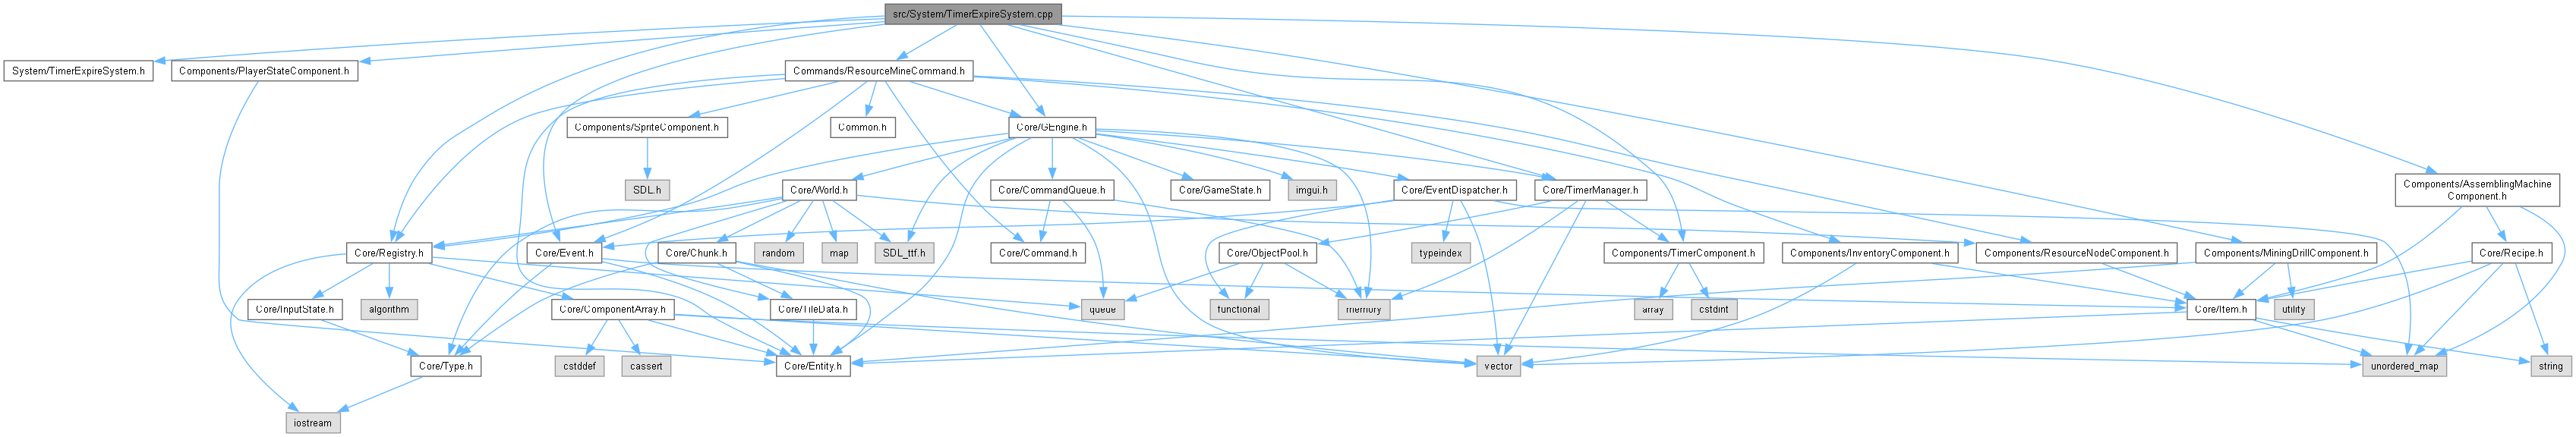 src/System/TimerExpireSystem.cpp
System/TimerExpireSystem.h
Components/PlayerStateComponent.h
Commands/ResourceMineCommand.h
Components/SpriteComponent.h
Common.h
Core/GEngine.h
SDL.h
Core/World.h
Core/CommandQueue.h
Core/GameState.h
imgui.h
Core/EventDispatcher.h
Core/TimerManager.h
Components/AssemblingMachine
Component.h
Core/Registry.h
Core/Event.h
Core/Chunk.h
random
map
SDL_ttf.h
Core/Command.h
Core/ObjectPool.h
typeindex
Components/TimerComponent.h
Components/InventoryComponent.h
Components/ResourceNodeComponent.h
Components/MiningDrillComponent.h
Core/Recipe.h
Core/InputState.h
algorithm
Core/ComponentArray.h
Core/TileData.h
queue
functional
memory
array
cstdint
Core/Item.h
utility
Core/Type.h
cstddef
cassert
Core/Entity.h
vector
unordered_map
string
iostream